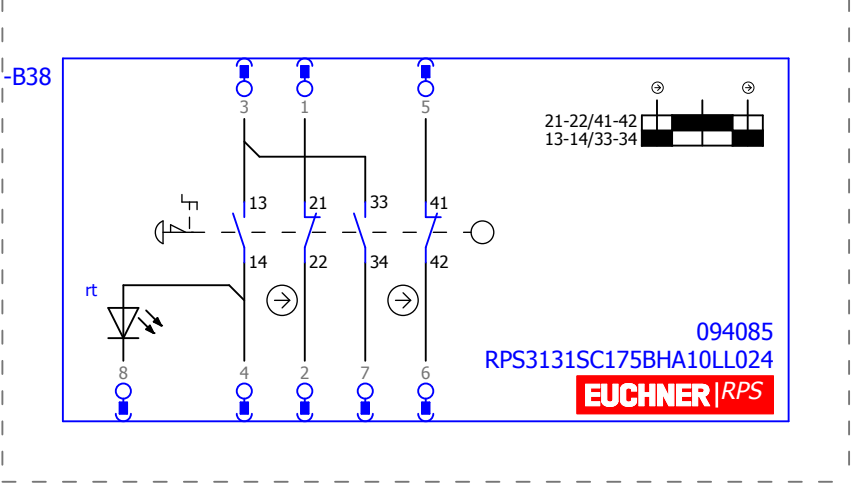 -B38
3 1 5
21-22/41-42
13-14/33-34
13 21 33 41
14 22 34 42
rt
094085
RPS3131SC175BHA10LL024
8 4 2 7 6
EUCHNER|RPS